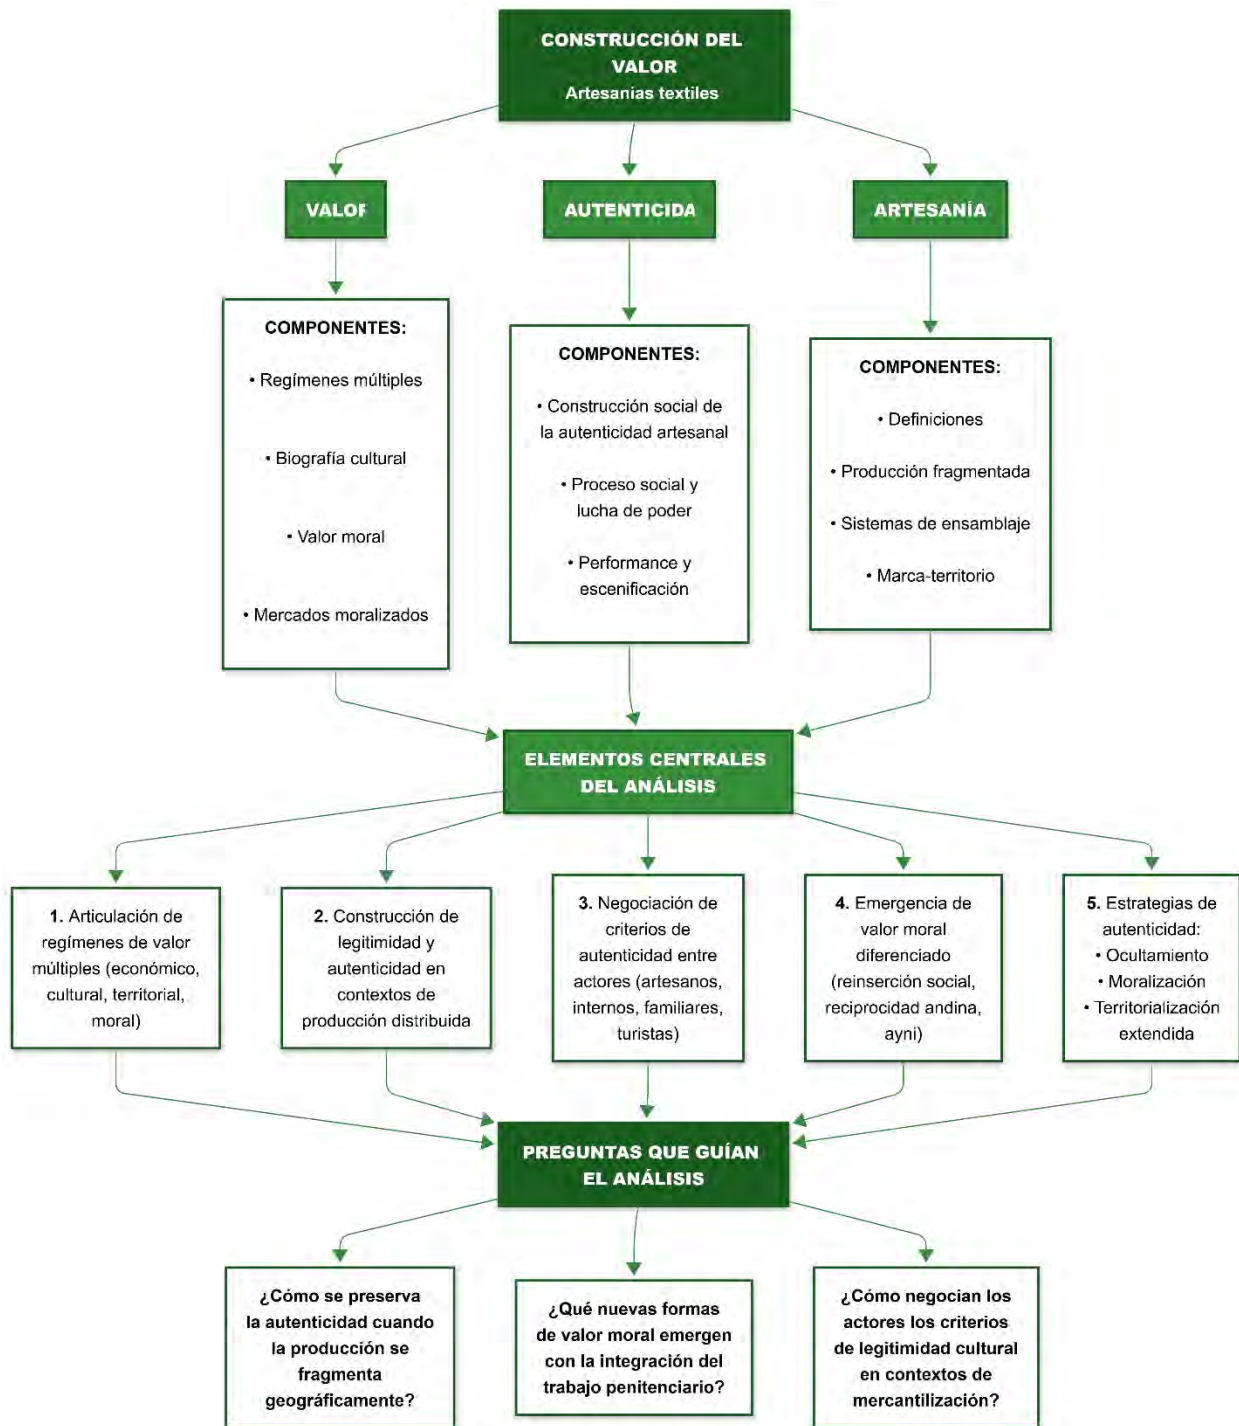 CONSTRUCCIÓN DEL
VALOR
Artesanías textiles
VALOR
AUTENTICIDA
ARTESANÍA
COMPONENTES:
• Regímenes múltiples
• Biografía cultural
• Valor moral
• Mercados moralizados
COMPONENTES:
• Construcción social de
la autenticidad artesanal
• Proceso social y
lucha de poder
• Performance y
escenificación
COMPONENTES:
• Definiciones
• Producción fragmentada
• Sistemas de ensamblaje
• Marca-territorio
ELEMENTOS CENTRALES
DEL ANÁLISIS
1. Articulación de
regímenes de valor
múltiples (económico,
cultural, territorial,
moral)
2. Construcción de
legitimidad y
autenticidad en
contextos de
producción distribuida
3. Negociación de
criterios de
autenticidad entre
actores (artesanos,
internos, familiares,
turistas)
4. Emergencia de
valor moral
diferenciado
(reinserción social,
reciprocidad andina,
ayni)
5. Estrategias de
autenticidad:
• Ocultamiento
• Moralización
• Territorialización
extendida
PREGUNTAS QUE GUÍAN
EL ANÁLISIS
¿Cómo se preserva
la autenticidad cuando
la producción se
fragmenta
geográficamente?
¿Qué nuevas formas
de valor moral emergen
con la integración del
trabajo penitenciario?
¿Cómo negocian los
actores los criterios
de legitimidad cultural
en contextos de
mercantilización?